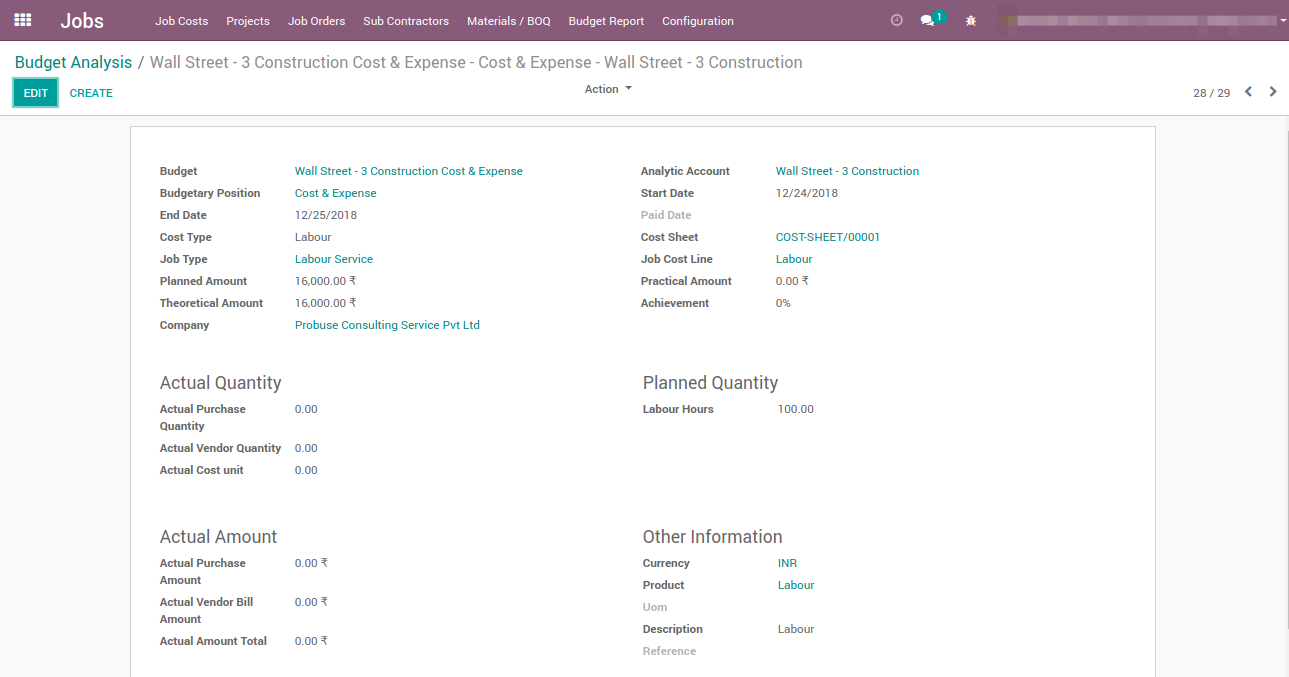 Jobs Job Costs Projects Job Orders Sub Contractors Materials / BOQ Budget Report Configuration 1
Budget Analysis / Wall Street - 3 Construction Cost & Expense - Cost & Expense - Wall Street - 3 Construction
EDIT CREATE Action 28 / 29
Budget Wall Street - 3 Construction Cost & Expense Analytic Account Wall Street - 3 Construction
Budgetary Position Cost & Expense Start Date 12/24/2018
End Date 12/25/2018 Paid Date
Cost Type Labour Cost Sheet COST-SHEET/00001
Job Type Labour Service Job Cost Line Labour
Planned Amount 16,000.00 ₹ Practical Amount 0.00 ₹
Theoretical Amount 16,000.00 ₹ Achievement 0%
Company Probuse Consulting Service Pvt Ltd
Actual Quantity Planned Quantity
Actual Purchase 0.00 Labour Hours 100.00
Quantity
Actual Vendor Quantity 0.00
Actual Cost unit 0.00
Actual Amount Other Information
Actual Purchase 0.00 ₹ Currency INR
Amount
Product Labour
Actual Vendor Bill 0.00 ₹ Uom
Amount
Description Labour
Actual Amount Total 0.00 ₹ Reference